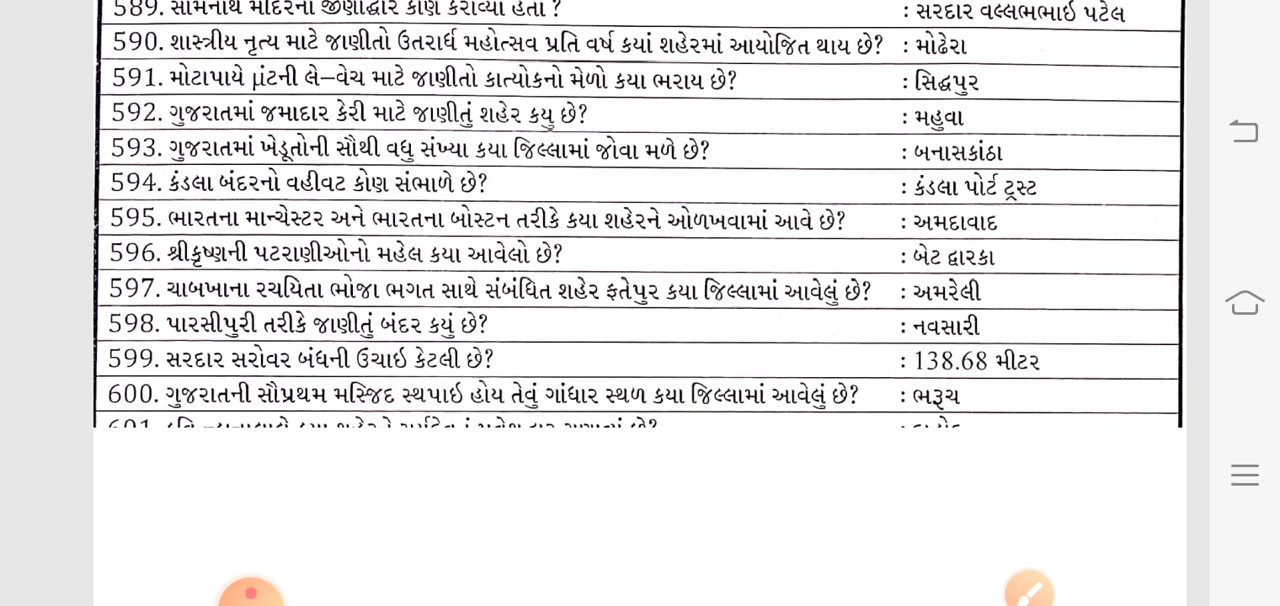 589. સોમનાથ મંદિરનો જીર્ણોદ્ધાર કોણ કરાવ્યો હતો ? : સરદાર વલ્લભભાઇ પટેલ
590. શાસ્ત્રીય નૃત્ય માટે જાણીતો ઉતરાર્ધ મહોત્સવ પ્રતિ વર્ષ કયાં શહેરમાં આયોજિત થાય છે? : મોઢેરા
591. મોટાપાયે µંટની લે–વેચ માટે જાણીતો કાત્યોકનો મેળો કયા ભરાય છે? : સિદ્ધપુર
592. ગુજરાતમાં જમાદાર કેરી માટે જાણીતું શહેર કયુ છે? : મહુવા
593. ગુજરાતમાં ખેડૂતોની સૌથી વધુ સંખ્યા કયા જિલ્લામાં જોવા મળે છે? : બનાસકાંઠા
594. કંડલા બંદરનો વહીવટ કોણ સંભાળે છે? : કંડલા પોર્ટ ટ્રસ્ટ
595. ભારતના માન્ચેસ્ટર અને ભારતના બોસ્ટન તરીકે કયા શહેરને ઓળખવામાં આવે છે? : અમદાવાદ
596. શ્રીકૃષ્ણની પટરાણીઓનો મહેલ કયા આવેલો છે? : બેટ દ્વારકા
597. ચાબખાના રચયિતા ભોજા ભગત સાથે સંબંધિત શહેર ફતેપુર કયા જિલ્લામાં આવેલું છે? : અમરેલી
598. પારસીપુરી તરીકે જાણીતું બંદર કયું છે? : નવસારી
599. સરદાર સરોવર બંધની ઉંચાઇ કેટલી છે? : 138.68 મીટર
600. ગુજરાતની સૌપ્રથમ મસ્જિદ સ્થપાઇ હોય તેવું ગાંધાર સ્થળ કયા જિલ્લામાં આવેલું છે? : ભરૂચ